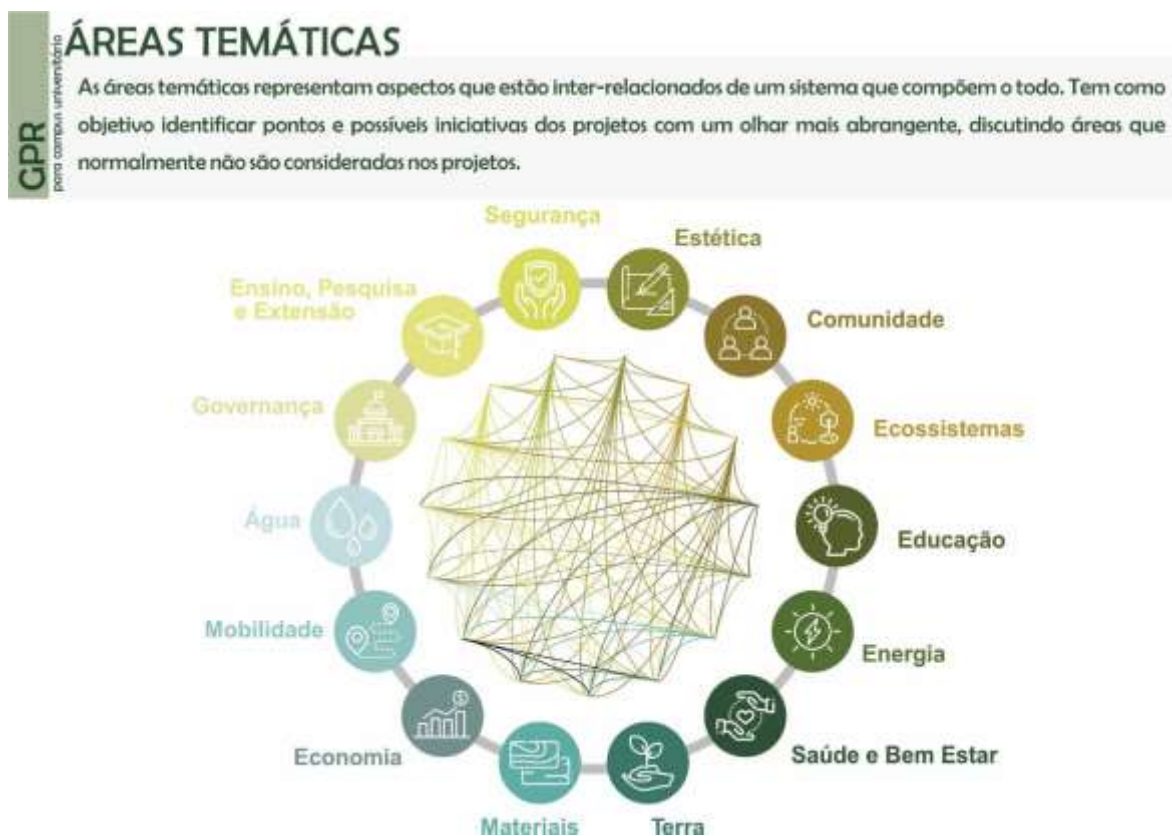 ÁREAS TEMÁTICAS
GPR
para campus universitário
As áreas temáticas representam aspectos que estão inter-relacionados de um sistema que compõem o todo. Tem como
objetivo identificar pontos e possíveis iniciativas dos projetos com um olhar mais abrangente, discutindo áreas que
normalmente não são consideradas nos projetos.
Segurança
Estética
Ensino, Pesquisa
e Extensão
Comunidade
Governança
Ecossistemas
Água
Educação
Mobilidade
Energia
Economia
Saúde e Bem Estar
Materiais
Terra